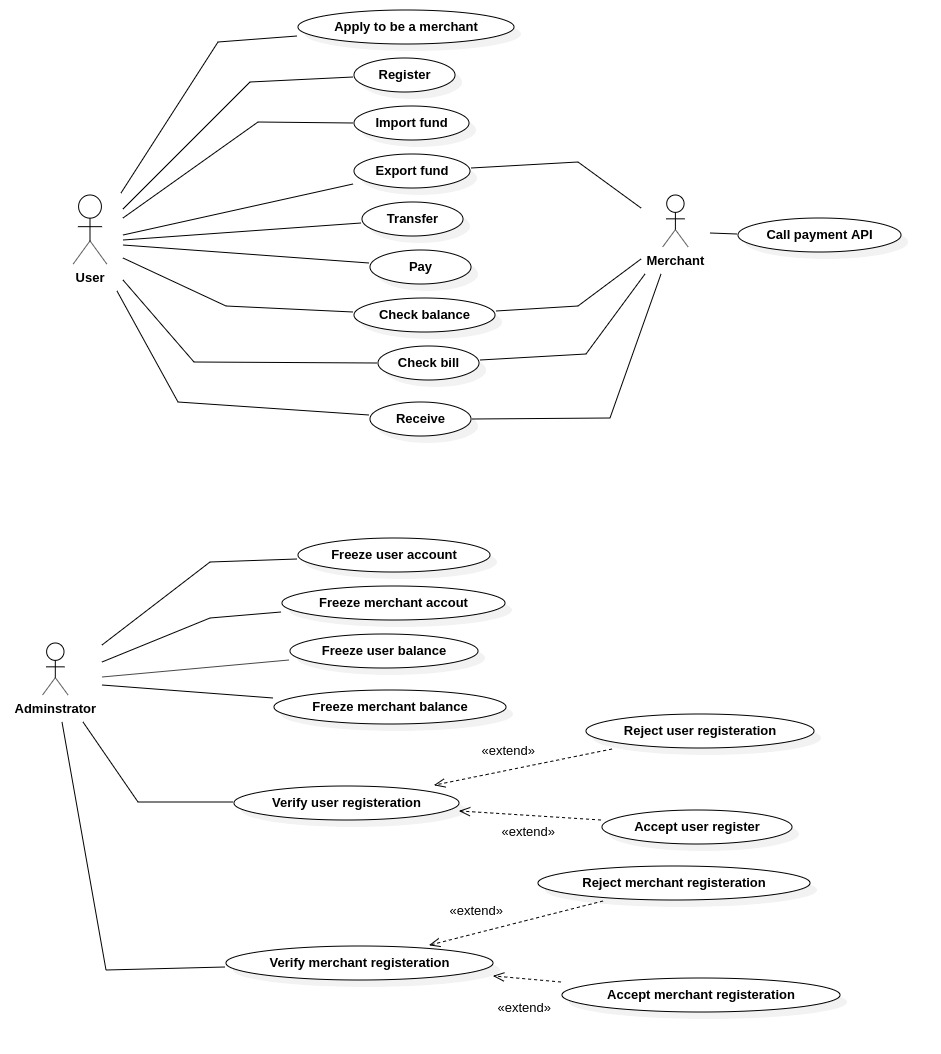 Apply to be a merchant
Register
Import fund
Export fund
Transfer
Call payment API
Merchant
Pay
User
Check balance
Check bill
Receive
Freeze user account
Freeze merchant accout
Freeze user balance
Adminstrator
Freeze merchant balance
Reject user registeration
«extend»
Verify user registeration
Accept user register
«extend»
Reject merchant registeration
«extend»
Verify merchant registeration
Accept merchant registeration
«extend»